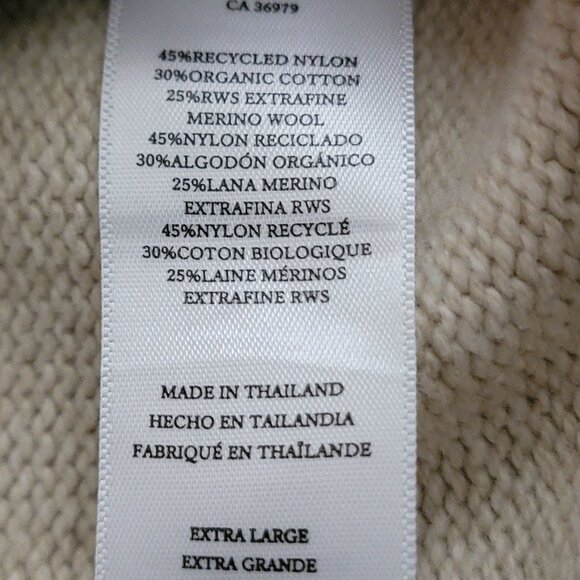 CA 36979
45%RECYCLED NYLON
30%ORGANIC COTTON
25%RWS EXTRAFINE
MERINO WOOL
45%NYLON RECICLADO
30%ALGODÓN ORGÁNICO
25%LANA MERINO
EXTRAFINA RWS
45%NYLON RECYCLÉ
30%COTON BIOLOGIQUE
25%LAINE MÉRINOS
EXTRAFINE RWS
MADE IN THAILAND
HECHO EN TAILANDIA
FABRIQUÉ EN THAÏLANDE
EXTRA LARGE
EXTRA GRANDE